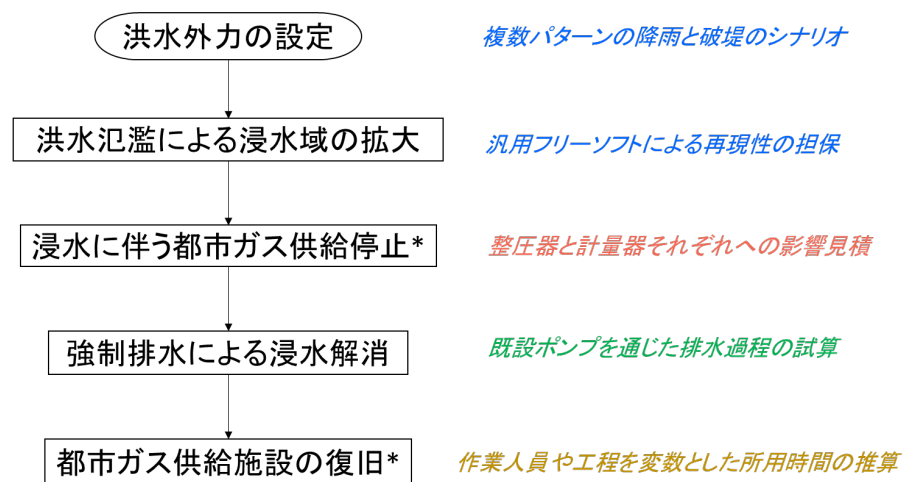 洪水外力の設定
複数パターンの降雨と破堤のシナリオ
洪水氾濫による浸水域の拡大
汎用フリーソフトによる再現性の担保
浸水に伴う都市ガス供給停止*
整圧器と計量器それぞれへの影響見積
強制排水による浸水解消
既設ポンプを通じた排水過程の試算
都市ガス供給施設の復旧*
作業人員や工程を変数とした所用時間の推算